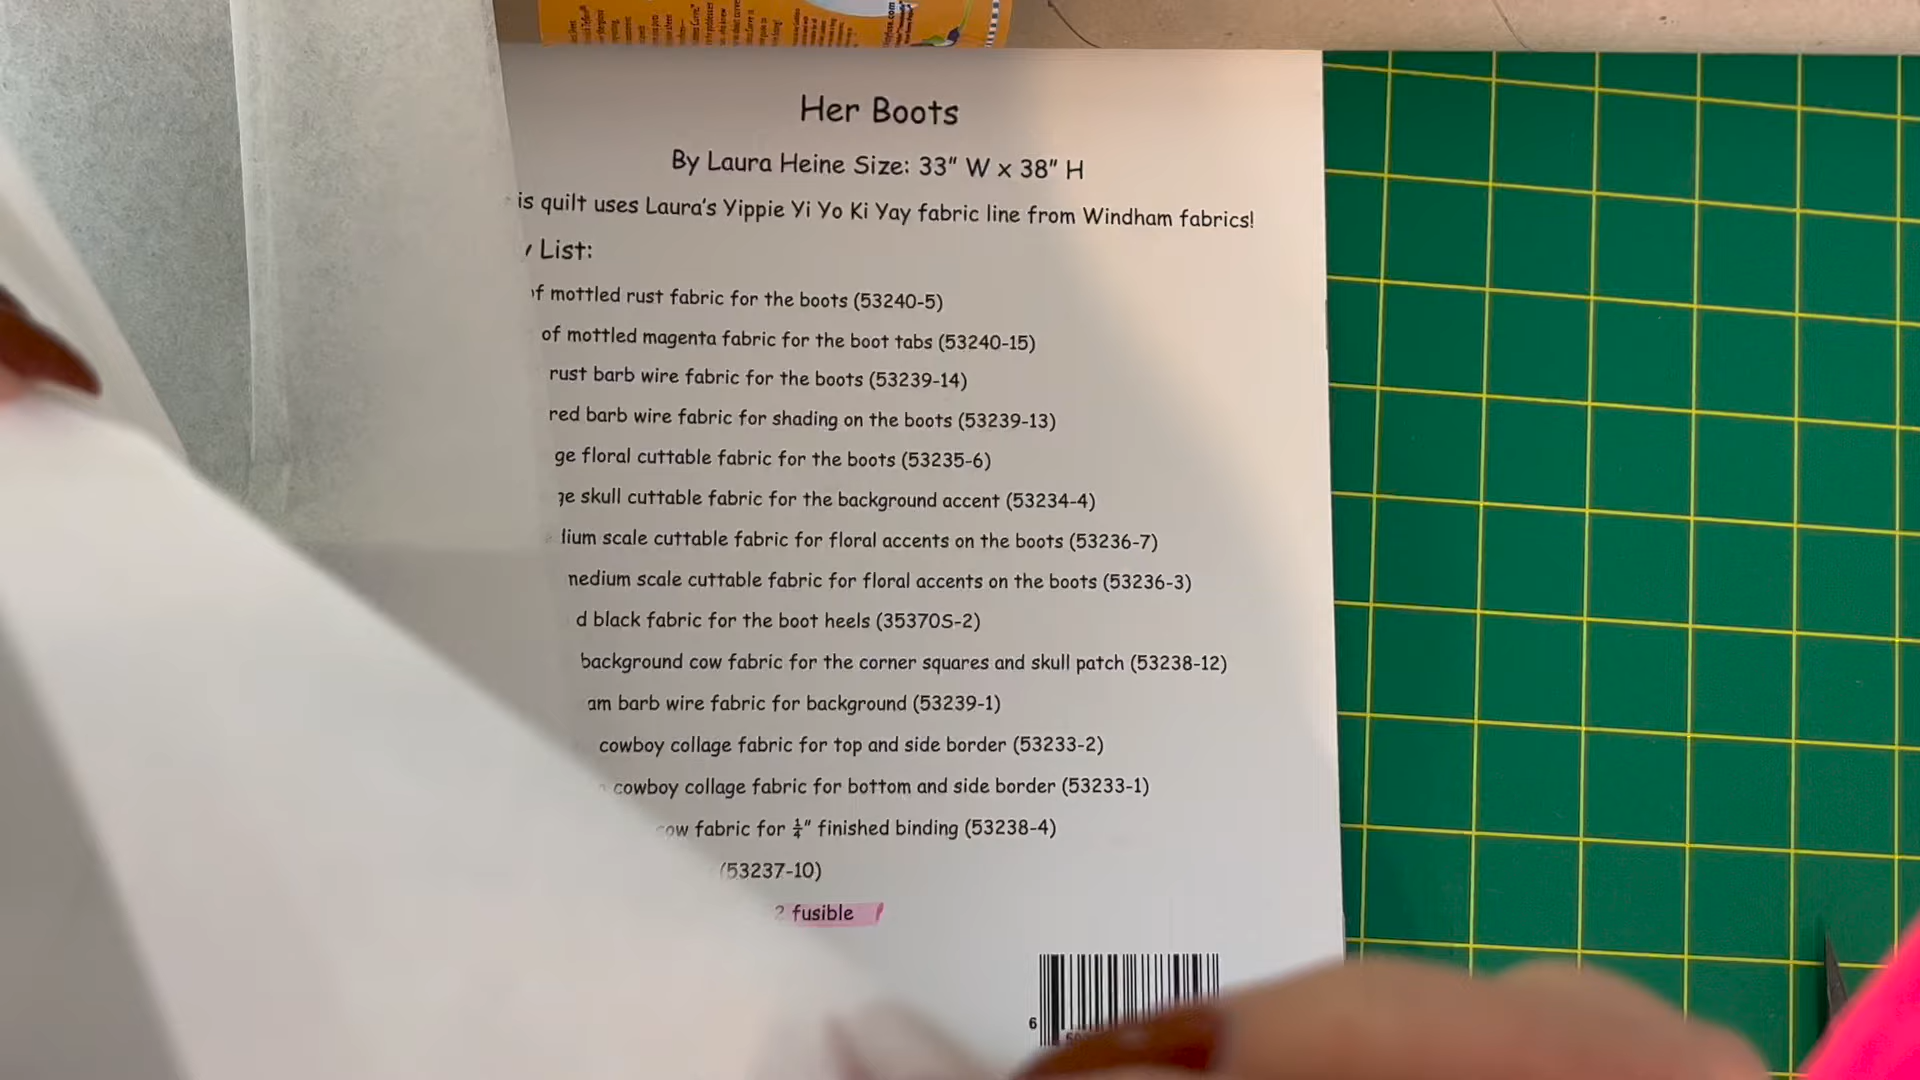 Her Boots
By Laura Heine Size: 33" W x 38" H
is quilt uses Laura's Yippie Yi Yo Ki Yay fabric line from Windham fabrics!
List:
of mottled rust fabric for the boots (53240-5)
of mottled magenta fabric for the boot tabs (53240-15)
rust barb wire fabric for the boots (53239-14)
red barb wire fabric for shading on the boots (53239-13)
ge floral cuttable fabric for the boots (53235-6)
ge skull cuttable fabric for the background accent (53234-4)
lium scale cuttable fabric for floral accents on the boots (53236-7)
nedium scale cuttable fabric for floral accents on the boots (53236-3)
d black fabric for the boot heels (35370S-2)
background cow fabric for the corner squares and skull patch (53238-12)
am barb wire fabric for background (53239-1)
cowboy collage fabric for top and side border (53233-2)
cowboy collage fabric for bottom and side border (53233-1)
ow fabric for ¼" finished binding (53238-4)
(53237-10)
2 fusible
6